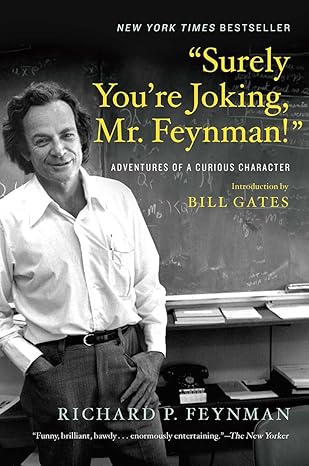 NEW YORK TIMES BESTSELLER
“Surely
You’re Joking,
Mr. Feynman!”
ADVENTURES OF A CURIOUS CHARACTER
Introduction by
BILL GATES
RICHARD P. FEYNMAN
“Funny, brilliant, bawdy . . . enormously entertaining.”—The New Yorker